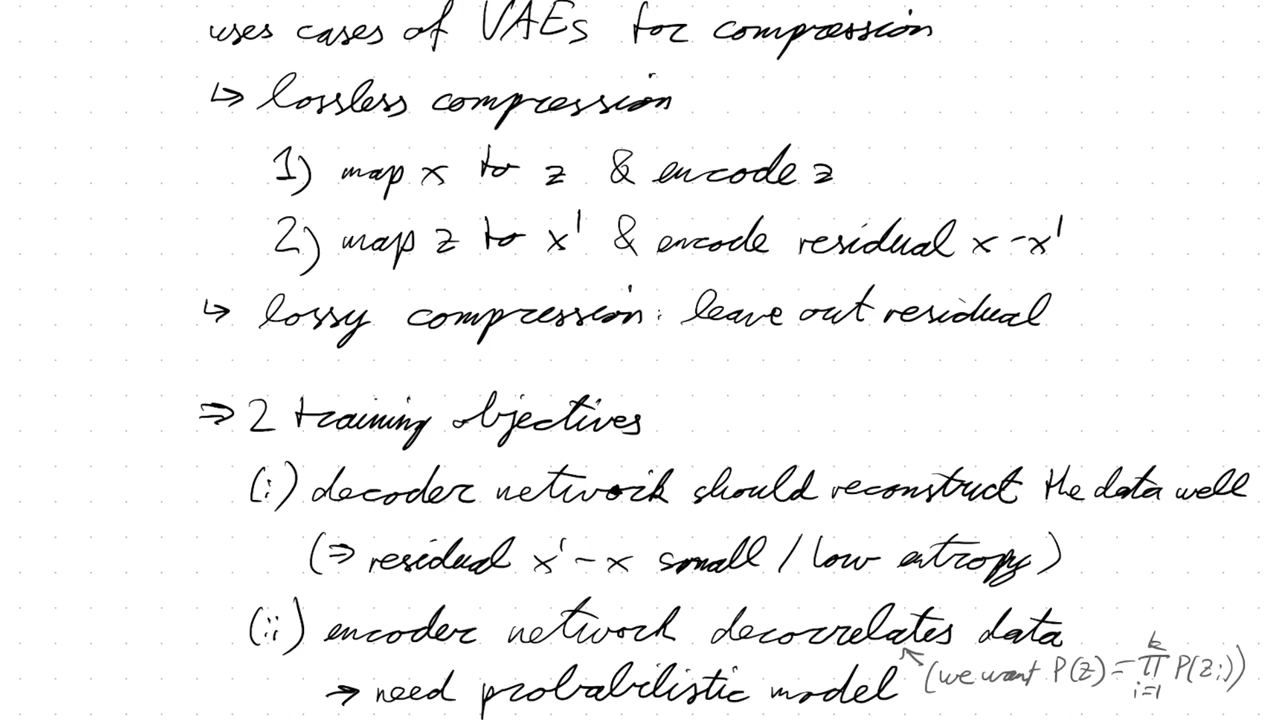 uses cases of VAEs for compression
↳ lossless compression
1) map x to z & encode z
2) map z to x' & encode residual x - x'
↳ lossy compression: leave out residual
⇒ 2 training objectives
(i) decoder network should reconstruct the data well
(⇒ residual x' - x small / low entropy)
(ii) encoder network decorrelates data
(we want P(z) = ∏_{i=1}^{k} P(z_i))
→ need probabilistic model